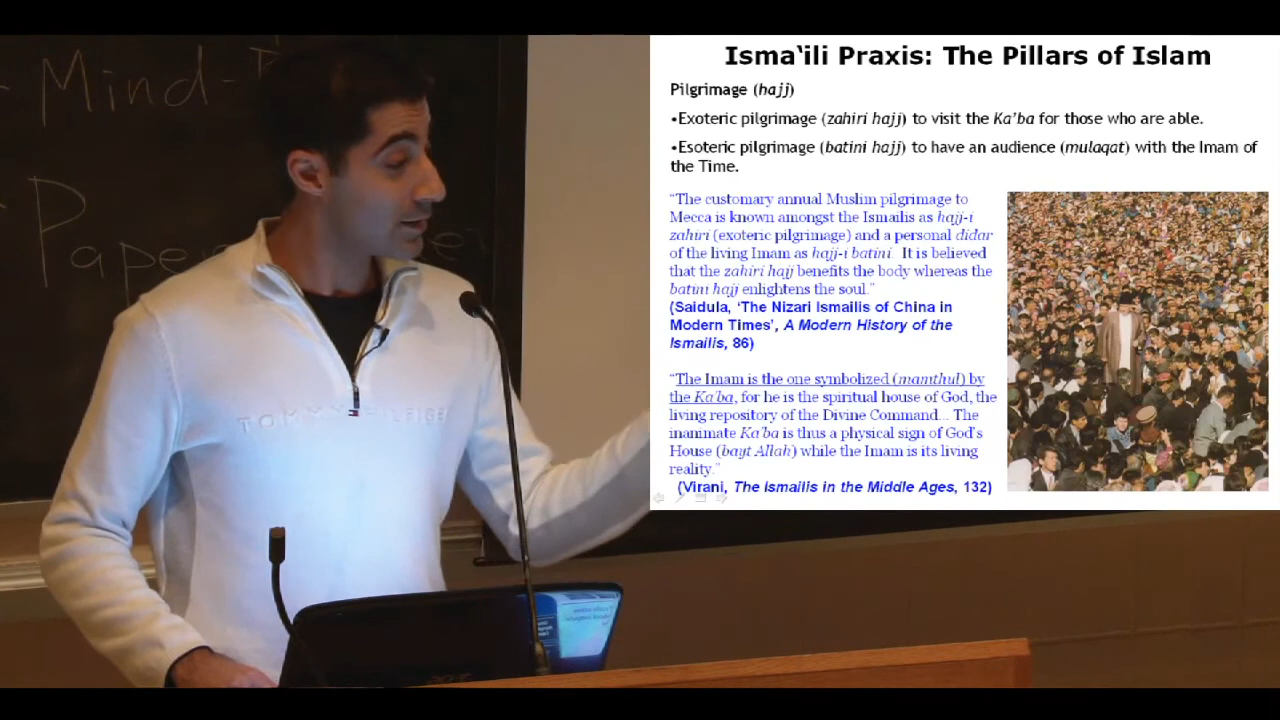 Mind-
Pape
TOMMY HILFIGER
Isma‘ili Praxis: The Pillars of Islam
Pilgrimage (hajj)
•Exoteric pilgrimage (zahiri hajj) to visit the Ka’ba for those who are able.
•Esoteric pilgrimage (batini hajj) to have an audience (mulaqat) with the Imam of
the Time.
“The customary annual Muslim pilgrimage to
Mecca is known amongst the Ismailis as hajj-i
zahiri (exoteric pilgrimage) and a personal didar
of the living Imam as hajj-i batini. It is believed
that the zahiri hajj benefits the body whereas the
batini hajj enlightens the soul.”
(Saidula, ‘The Nizari Ismailis of China in
Modern Times’, A Modern History of the
Ismailis, 86)
“The Imam is the one symbolized (mamthul) by
the Ka’ba, for he is the spiritual house of God, the
living repository of the Divine Command... The
inanimate Ka’ba is thus a physical sign of God’s
House (bayt Allah) while the Imam is its living
reality.”
(Virani, The Ismailis in the Middle Ages, 132)